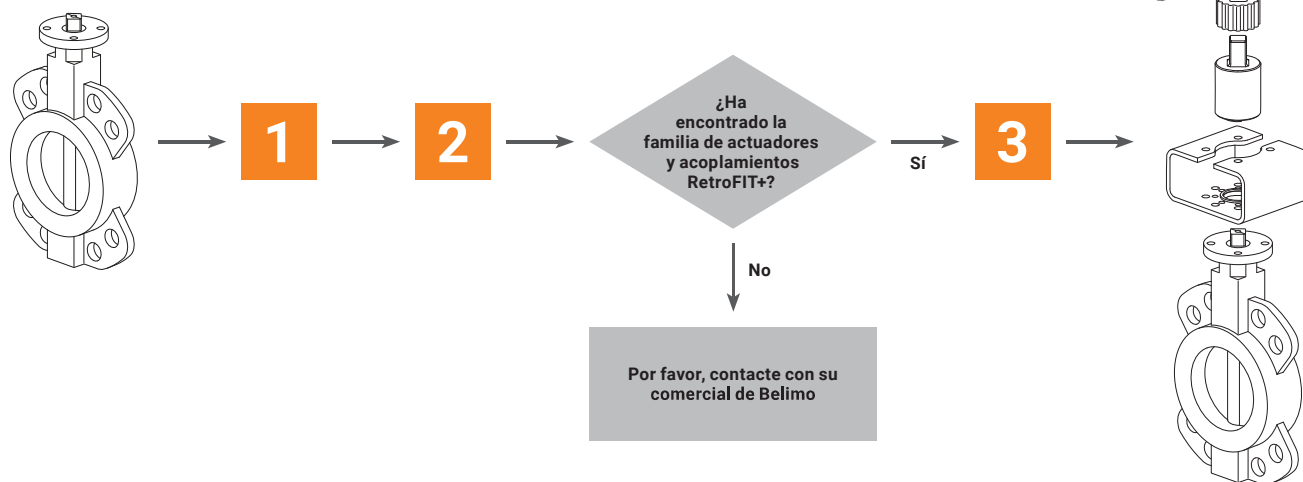 1
2
¿Ha
encontrado la
familia de actuadores
y acoplamientos
RetroFIT+?
Sí
3
No
Por favor, contacte con su
comercial de Belimo